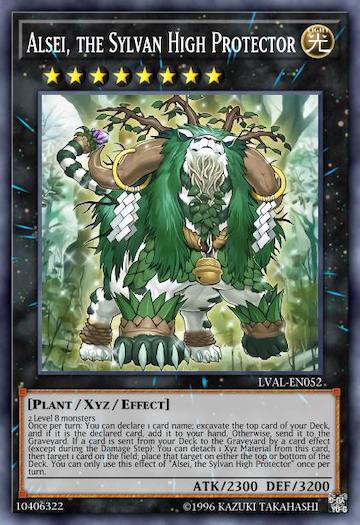 ALSEI, THE SYLVAN HIGH PROTECTOR
LIGHT
光
LVAL-EN052
[PLANT / XYZ / EFFECT]
2 Level 8 monsters
Once per turn: You can declare 1 card name; excavate the top card of your Deck,
and if it is the declared card, add it to your hand. Otherwise, send it to the
Graveyard. If a card is sent from your Deck to the Graveyard by a card effect
(except during the Damage Step): You can detach 1 Xyz Material from this card,
then target 1 card on the field; place that target on either the top or bottom of the
Deck. You can only use this effect of "Alsei, the Sylvan High Protector" once per
turn.
ATK/2300 DEF/3200
10406322
©1996 KAZUKI TAKAHASHI